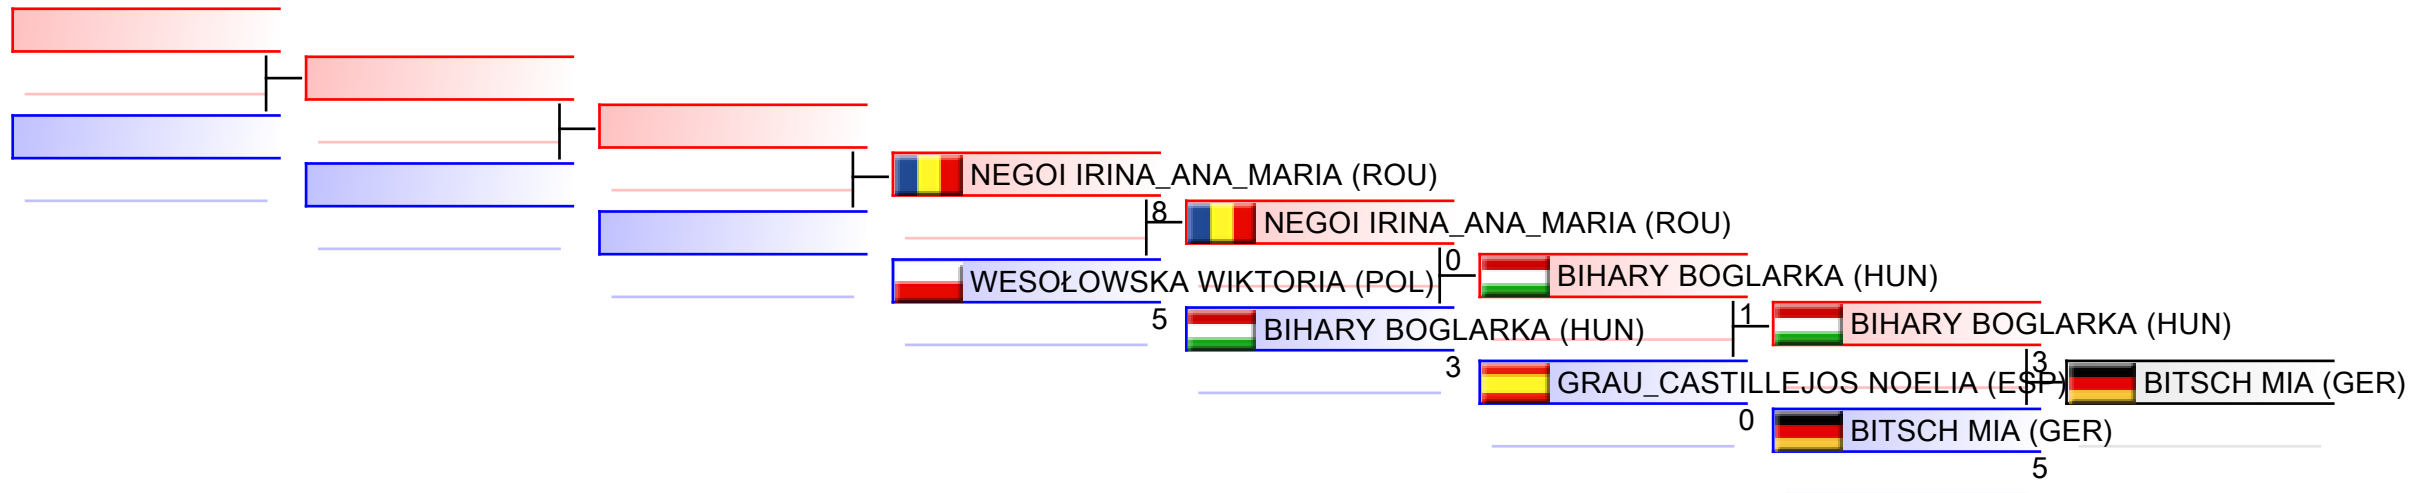 NEGOI IRINA_ANA_MARIA (ROU)
8
NEGOI IRINA_ANA_MARIA (ROU)
WESOŁOWSKA WIKTORIA (POL)
5
0
BIHARY BOGLARKA (HUN)
BIHARY BOGLARKA (HUN)
3
1
BIHARY BOGLARKA (HUN)
GRAU_CASTILLEJOS NOELIA (ESP)
0
3
BITSCH MIA (GER)
BITSCH MIA (GER)
5